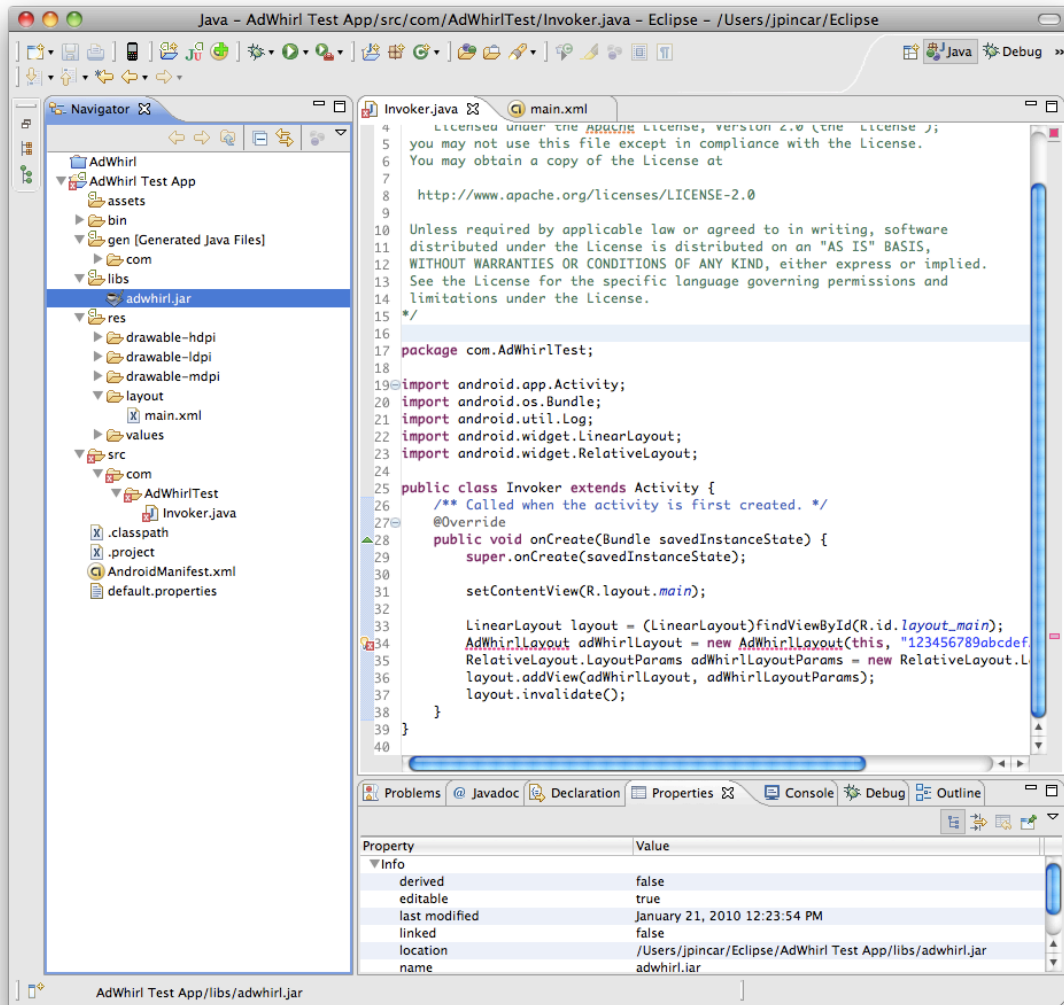 Java - AdWhirl Test App/src/com/AdWhirlTest/Invoker.java - Eclipse - /Users/jpincar/Eclipse
Java
Debug
»
Navigator
AdWhirl
AdWhirl Test App
assets
bin
gen [Generated Java Files]
com
libs
adwhirl.jar
res
drawable-hdpi
drawable-ldpi
drawable-mdpi
layout
main.xml
values
src
com
AdWhirlTest
Invoker.java
.classpath
.project
AndroidManifest.xml
default.properties
Invoker.java
main.xml
4 Licensed under the Apache License, Version 2.0 (the "License");
5 you may not use this file except in compliance with the License.
6 You may obtain a copy of the License at
7
8 http://www.apache.org/licenses/LICENSE-2.0
9
10 Unless required by applicable law or agreed to in writing, software
11 distributed under the License is distributed on an "AS IS" BASIS,
12 WITHOUT WARRANTIES OR CONDITIONS OF ANY KIND, either express or implied.
13 See the License for the specific language governing permissions and
14 limitations under the License.
15 */
16
17 package com.AdWhirlTest;
18
19 import android.app.Activity;
20 import android.os.Bundle;
21 import android.util.Log;
22 import android.widget.LinearLayout;
23 import android.widget.RelativeLayout;
24
25 public class Invoker extends Activity {
26 /** Called when the activity is first created. */
27 @Override
28 public void onCreate(Bundle savedInstanceState) {
29 super.onCreate(savedInstanceState);
30
31 setContentView(R.layout.main);
32
33 LinearLayout layout = (LinearLayout)findViewById(R.id.layout_main);
34 AdWhirlLayout adWhirlLayout = new AdWhirlLayout(this, "123456789abcdef
35 RelativeLayout.LayoutParams adWhirlLayoutParams = new RelativeLayout.L
36 layout.addView(adWhirlLayout, adWhirlLayoutParams);
37 layout.invalidate();
38 }
39 }
40
Problems
Javadoc
Declaration
Properties
Console
Debug
Outline
Property Value
Info
derived false
editable true
last modified January 21, 2010 12:23:54 PM
linked false
location /Users/jpincar/Eclipse/AdWhirl Test App/libs/adwhirl.jar
name adwhirl.jar
AdWhirl Test App/libs/adwhirl.jar